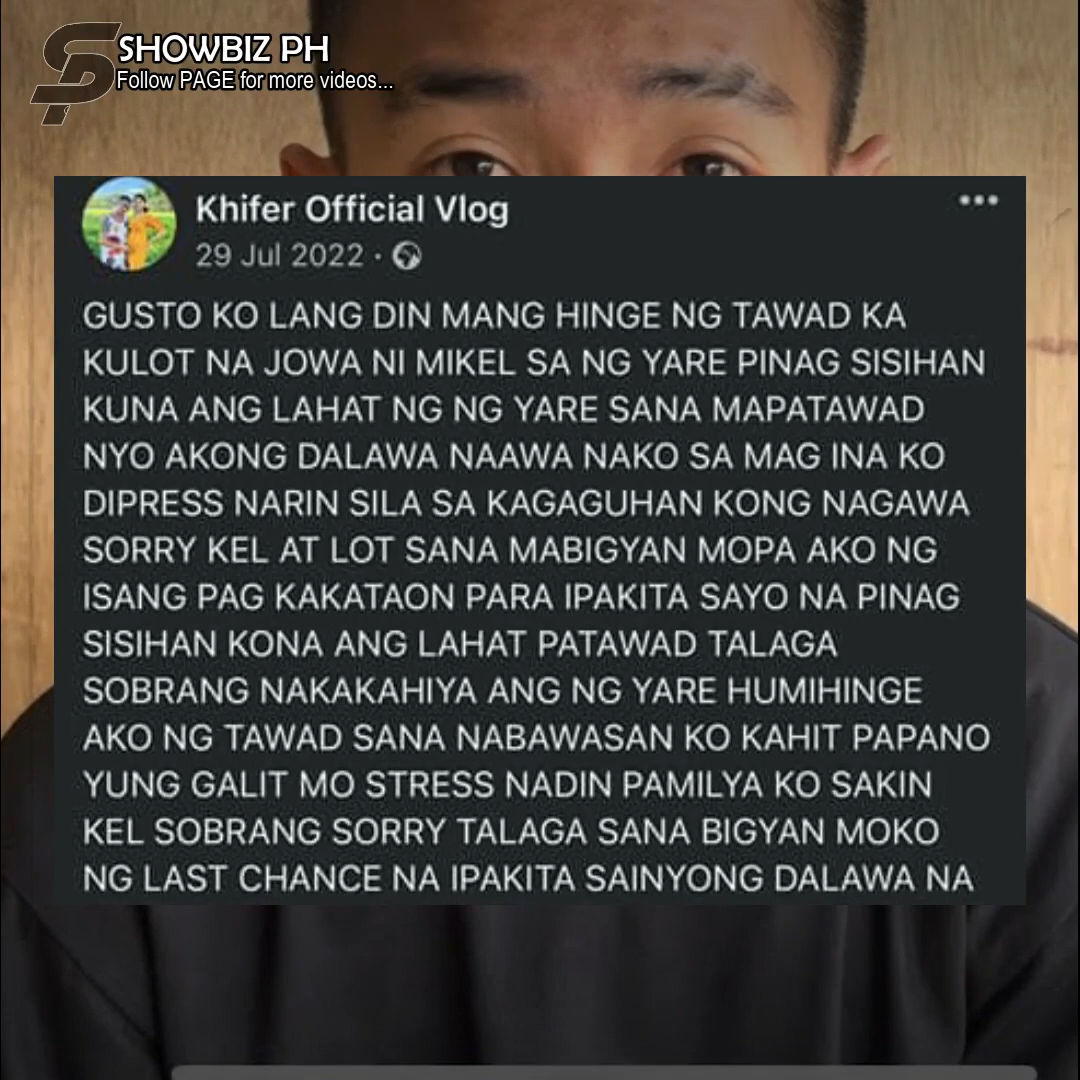 SHOWBIZ PH
Follow PAGE for more videos...
Khifer Official Vlog
29 Jul 2022 ·
GUSTO KO LANG DIN MANG HINGE NG TAWAD KA
KULOT NA JOWA NI MIKEL SA NG YARE PINAG SISIHAN
KUNA ANG LAHAT NG NG YARE SANA MAPATAWAD
NYO AKONG DALAWA NAAWA NAKO SA MAG INA KO
DIPRESS NARIN SILA SA KAGAGUHAN KONG NAGAWA
SORRY KEL AT LOT SANA MABIGYAN MOPA AKO NG
ISANG PAG KAKATAON PARA IPAKITA SAYO NA PINAG
SISIHAN KONA ANG LAHAT PATAWAD TALAGA
SOBRANG NAKAKAHIYA ANG NG YARE HUMIHINGE
AKO NG TAWAD SANA NABAWASAN KO KAHIT PAPANO
YUNG GALIT MO STRESS NADIN PAMILYA KO SAKIN
KEL SOBRANG SORRY TALAGA SANA BIGYAN MOKO
NG LAST CHANCE NA IPAKITA SAINYONG DALAWA NA